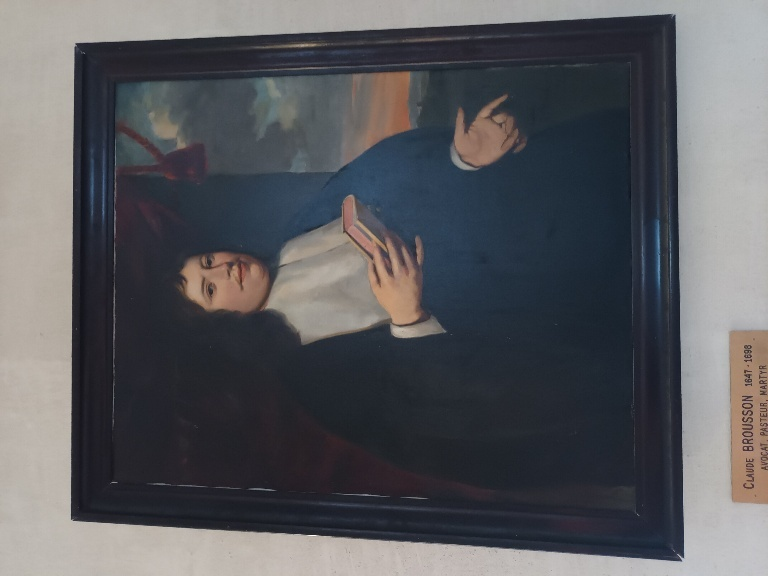 CLAUDE BROUSSON 1647-1698
AVOCAT, PASTEUR, MARTYR